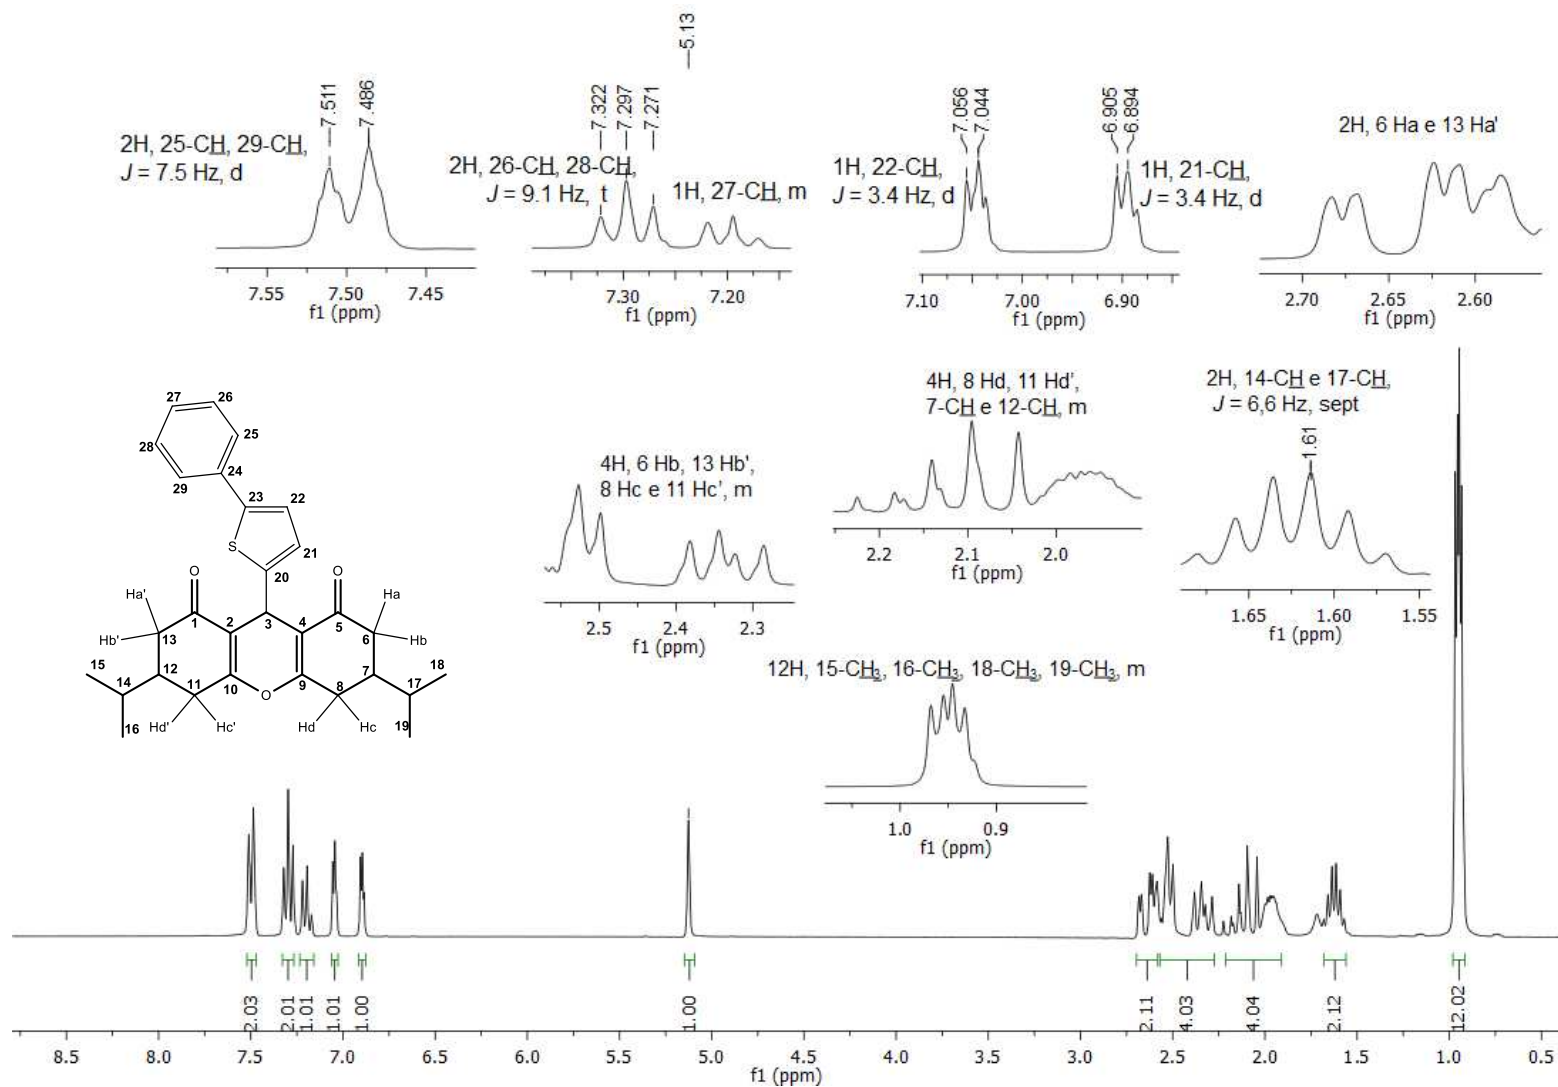 5.13
7.511
7.486
2H, 25-CH, 29-CH,
J = 7.5 Hz, d
7.55 7.50 7.45
f1 (ppm)
7.322
7.297
7.271
2H, 26-CH, 28-CH,
J = 9.1 Hz, t
1H, 27-CH, m
7.30 7.20
f1 (ppm)
7.056
7.044
6.905
6.894
1H, 22-CH,
J = 3.4 Hz, d
1H, 21-CH,
J = 3.4 Hz, d
7.10 7.00 6.90
f1 (ppm)
2H, 6 Ha e 13 Ha'
2.70 2.65 2.60
f1 (ppm)
4H, 6 Hb, 13 Hb',
8 Hc e 11 Hc', m
2.5 2.4 2.3
f1 (ppm)
4H, 8 Hd, 11 Hd',
7-CH e 12-CH, m
2.2 2.1 2.0
f1 (ppm)
2H, 14-CH e 17-CH,
J = 6,6 Hz, sept
1.61
1.65 1.60 1.55
f1 (ppm)
12H, 15-CH3, 16-CH3, 18-CH3, 19-CH3, m
1.0 0.9
f1 (ppm)
27 26
28 25
24
29
23 22
S 21
20
O O
Ha' Ha
1 2 3 4 5
Hb' 13 6 Hb
15 12 7 18
14 11 10 O 9 8 17
16 Hd' Hc' Hd Hc 19
2.03
2.01
1.01
1.01
1.00
1.00
2.11
4.03
4.04
2.12
12.02
8.5 8.0 7.5 7.0 6.5 6.0 5.5 5.0 4.5 4.0 3.5 3.0 2.5 2.0 1.5 1.0 0.5
f1 (ppm)